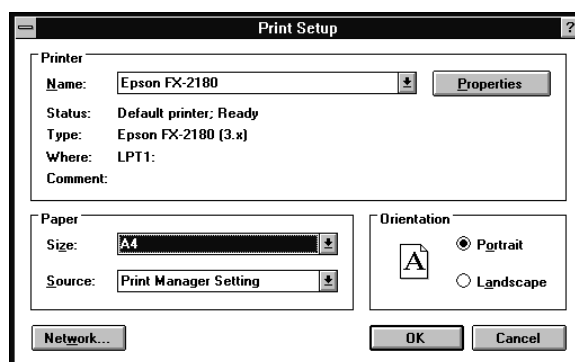 Print Setup
?
Printer
Name: Epson FX-2180 Properties
Status: Default printer; Ready
Type: Epson FX-2180 (3.x)
Where: LPT1:
Comment:
Paper
Size: A4
Source: Print Manager Setting
Orientation
A
Portrait
Landscape
Network...
OK
Cancel